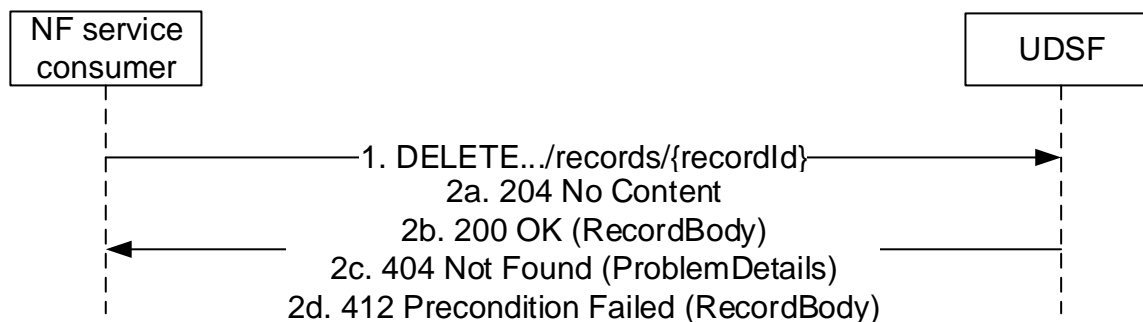 NF service
consumer
UDSF
1. DELETE.../records/{recordId}
2a. 204 No Content
2b. 200 OK (RecordBody)
2c. 404 Not Found (ProblemDetails)
2d. 412 Precondition Failed (RecordBody)